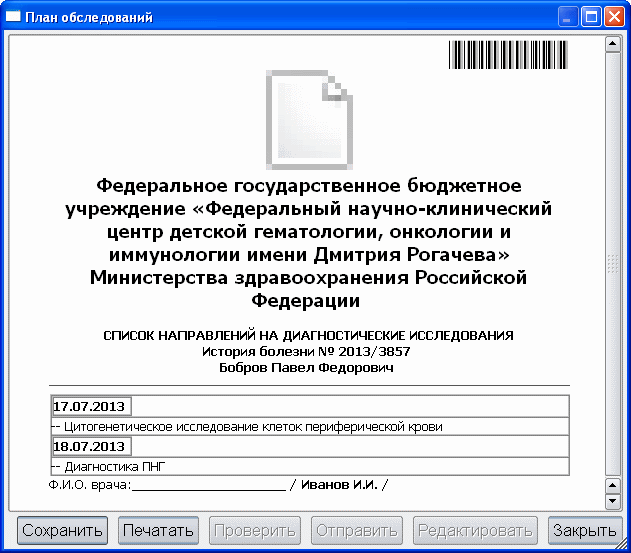 План обследований
Федеральное государственное бюджетное
учреждение «Федеральный научно-клинический
центр детской гематологии, онкологии и
иммунологии имени Дмитрия Рогачева»
Министерства здравоохранения Российской
Федерации
СПИСОК НАПРАВЛЕНИЙ НА ДИАГНОСТИЧЕСКИЕ ИССЛЕДОВАНИЯ
История болезни № 2013/3857
Бобров Павел Федорович
17.07.2013
-- Цитогенетическое исследование клеток периферической крови
18.07.2013
-- Диагностика ПНГ
Ф.И.О. врача:______________________ / Иванов И.И. /
Сохранить Печатать Проверить Отправить Редактировать Закрыть